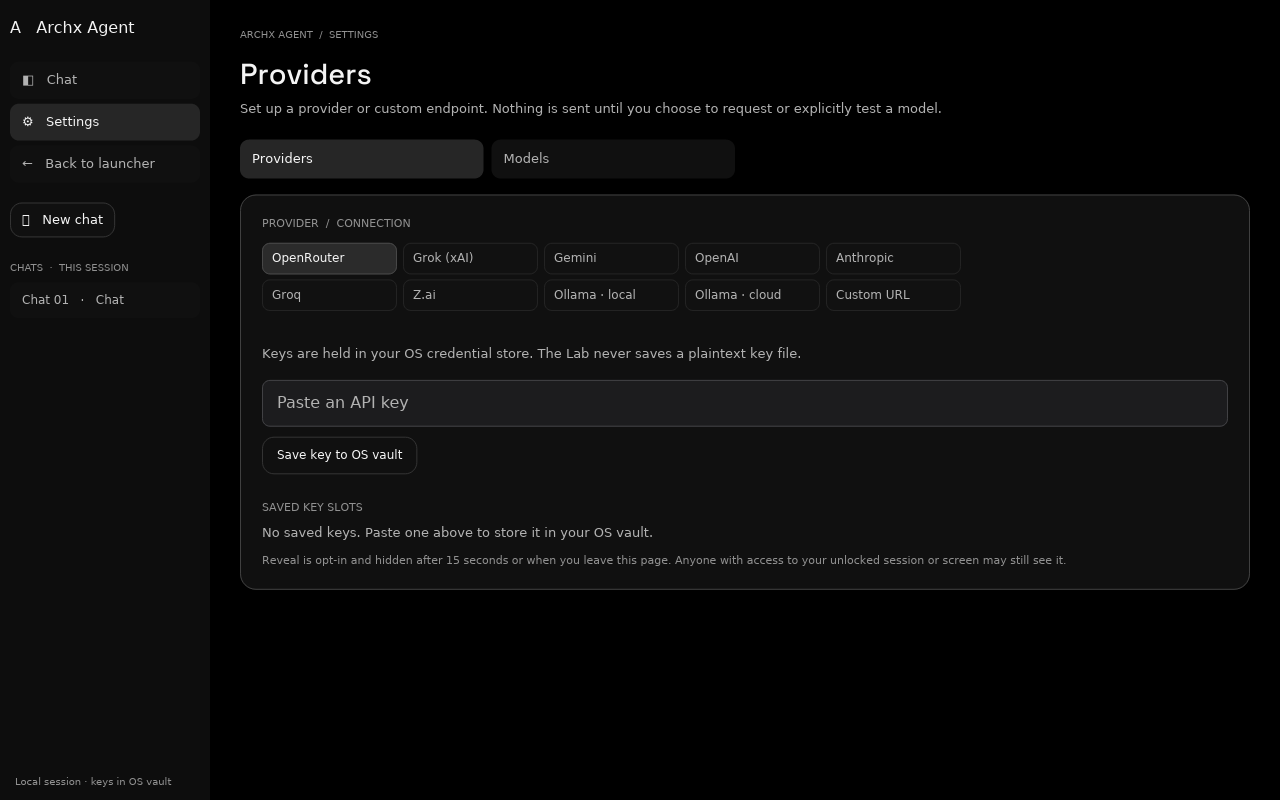 A Archx Agent
Chat
Settings
← Back to launcher
New chat
CHATS · THIS SESSION
Chat 01 · Chat
Local session · keys in OS vault
ARCHX AGENT / SETTINGS
Providers
Set up a provider or custom endpoint. Nothing is sent until you choose to request or explicitly test a model.
Providers Models
PROVIDER / CONNECTION
OpenRouter Grok (xAI) Gemini OpenAI Anthropic
Groq Z.ai Ollama · local Ollama · cloud Custom URL
Keys are held in your OS credential store. The Lab never saves a plaintext key file.
Paste an API key
Save key to OS vault
SAVED KEY SLOTS
No saved keys. Paste one above to store it in your OS vault.
Reveal is opt-in and hidden after 15 seconds or when you leave this page. Anyone with access to your unlocked session or screen may still see it.